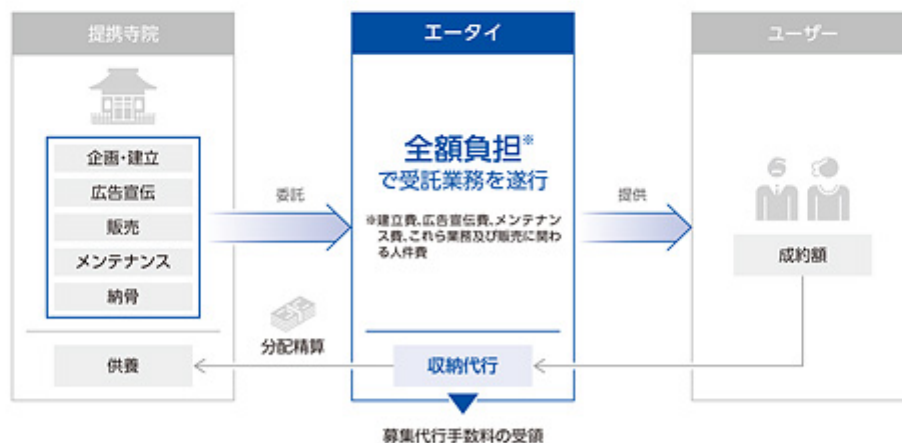 提携寺院
企画・建立
広告宣伝
販売
メンテナンス
納骨
供養
委託
分配精算
エータイ
全額負担※
で受託業務を遂行
※建立費、広告宣伝費、メンテナン
ス費、これら業務及び販売に関わ
る人件費
収納代行
募集代行手数料の受領
提供
ユーザー
成約額